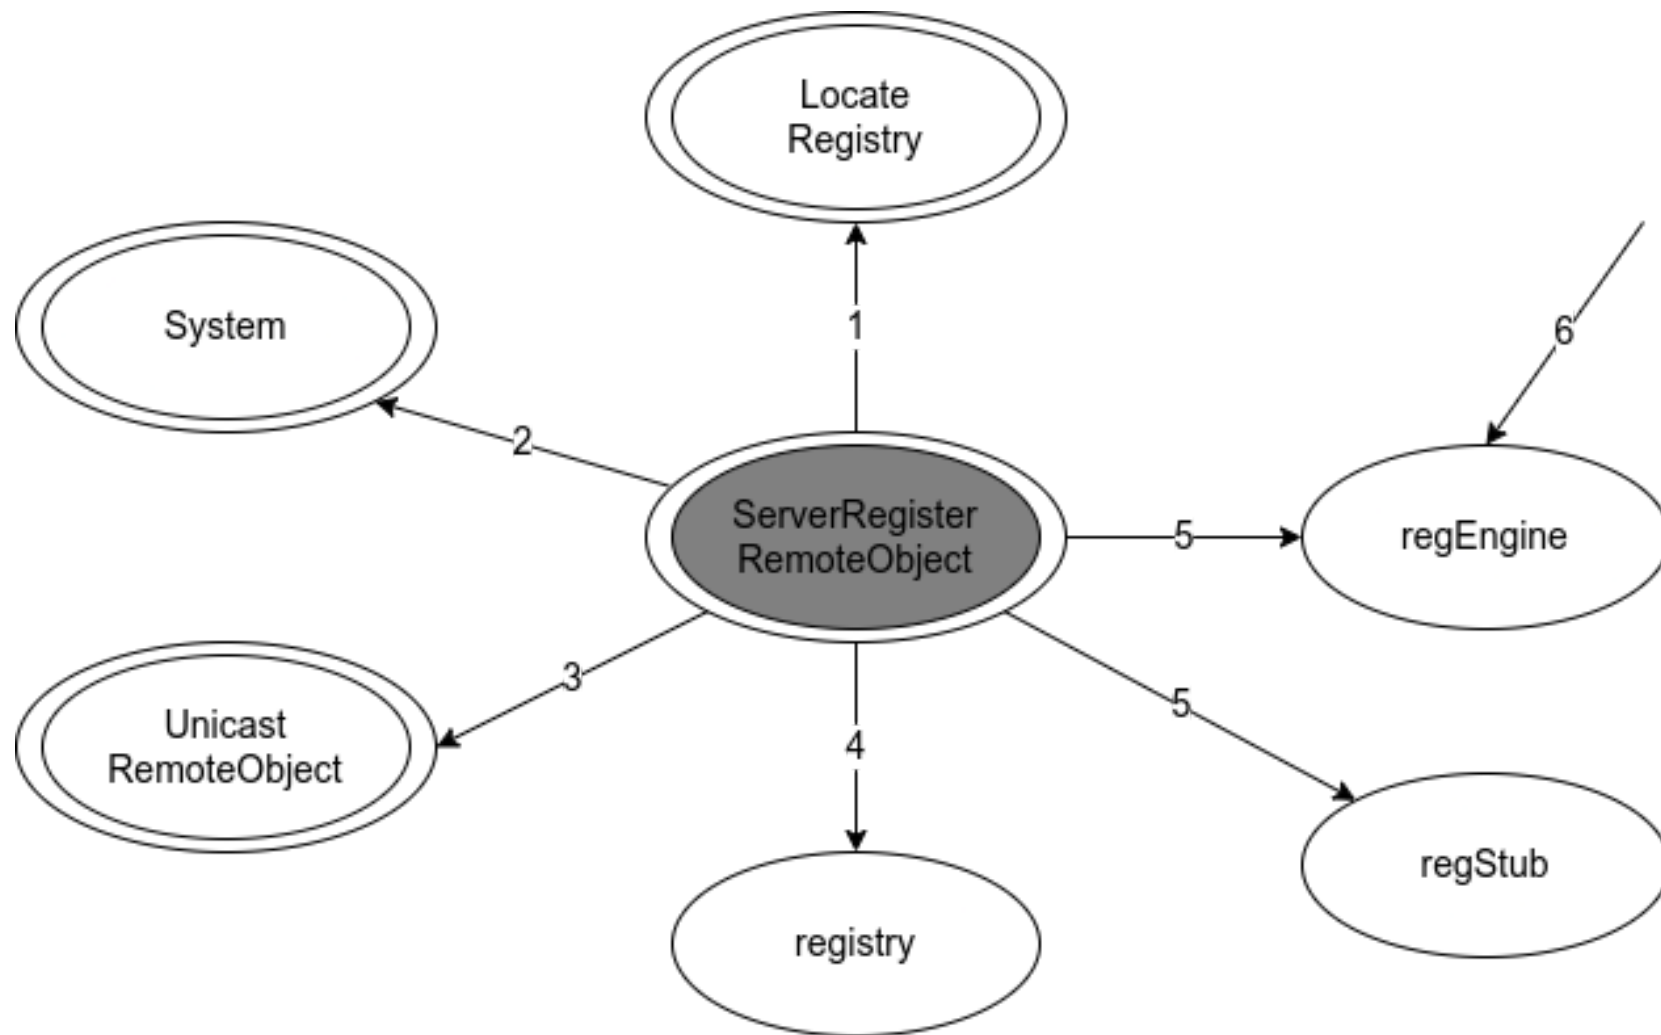 Locate
Registry
System
1
6
2
ServerRegister
RemoteObject
5
regEngine
3
5
Unicast
RemoteObject
4
regStub
registry